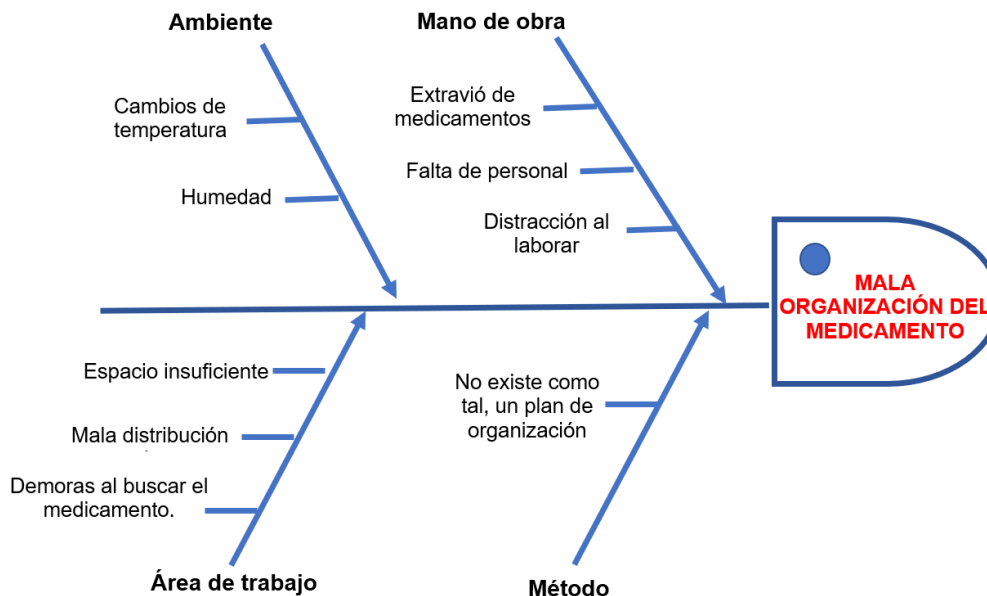 Ambiente
Mano de obra
Cambios de
temperatura
Humedad
Extravió de
medicamentos
Falta de personal
Distracción al
laborar
MALA
ORGANIZACIÓN DEL
MEDICAMENTO
Espacio insuficiente
Mala distribución
Demoras al buscar el
medicamento.
No existe como
tal, un plan de
organización
Área de trabajo
Método